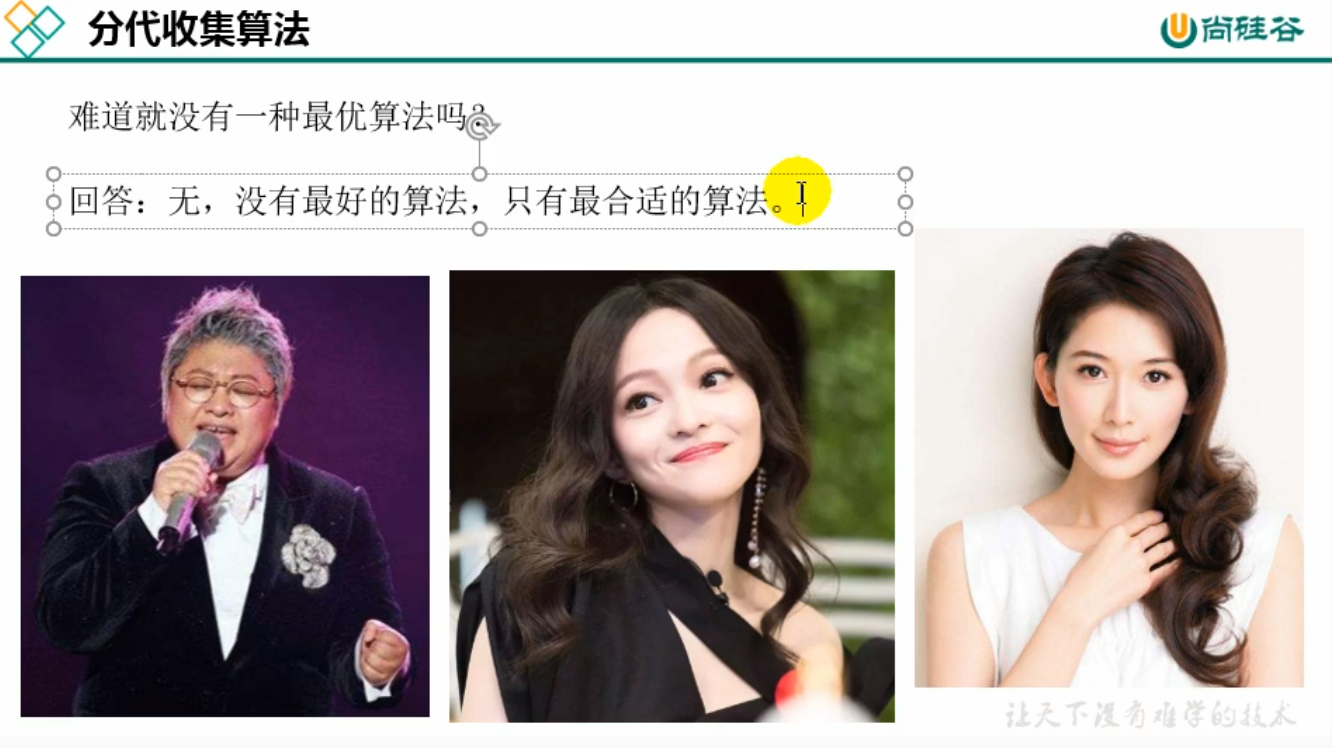 分代收集算法
尚硅谷
难道就没有一种最优算法吗?
回答：无，没有最好的算法，只有最合适的算法。
让天下没有难学的技术